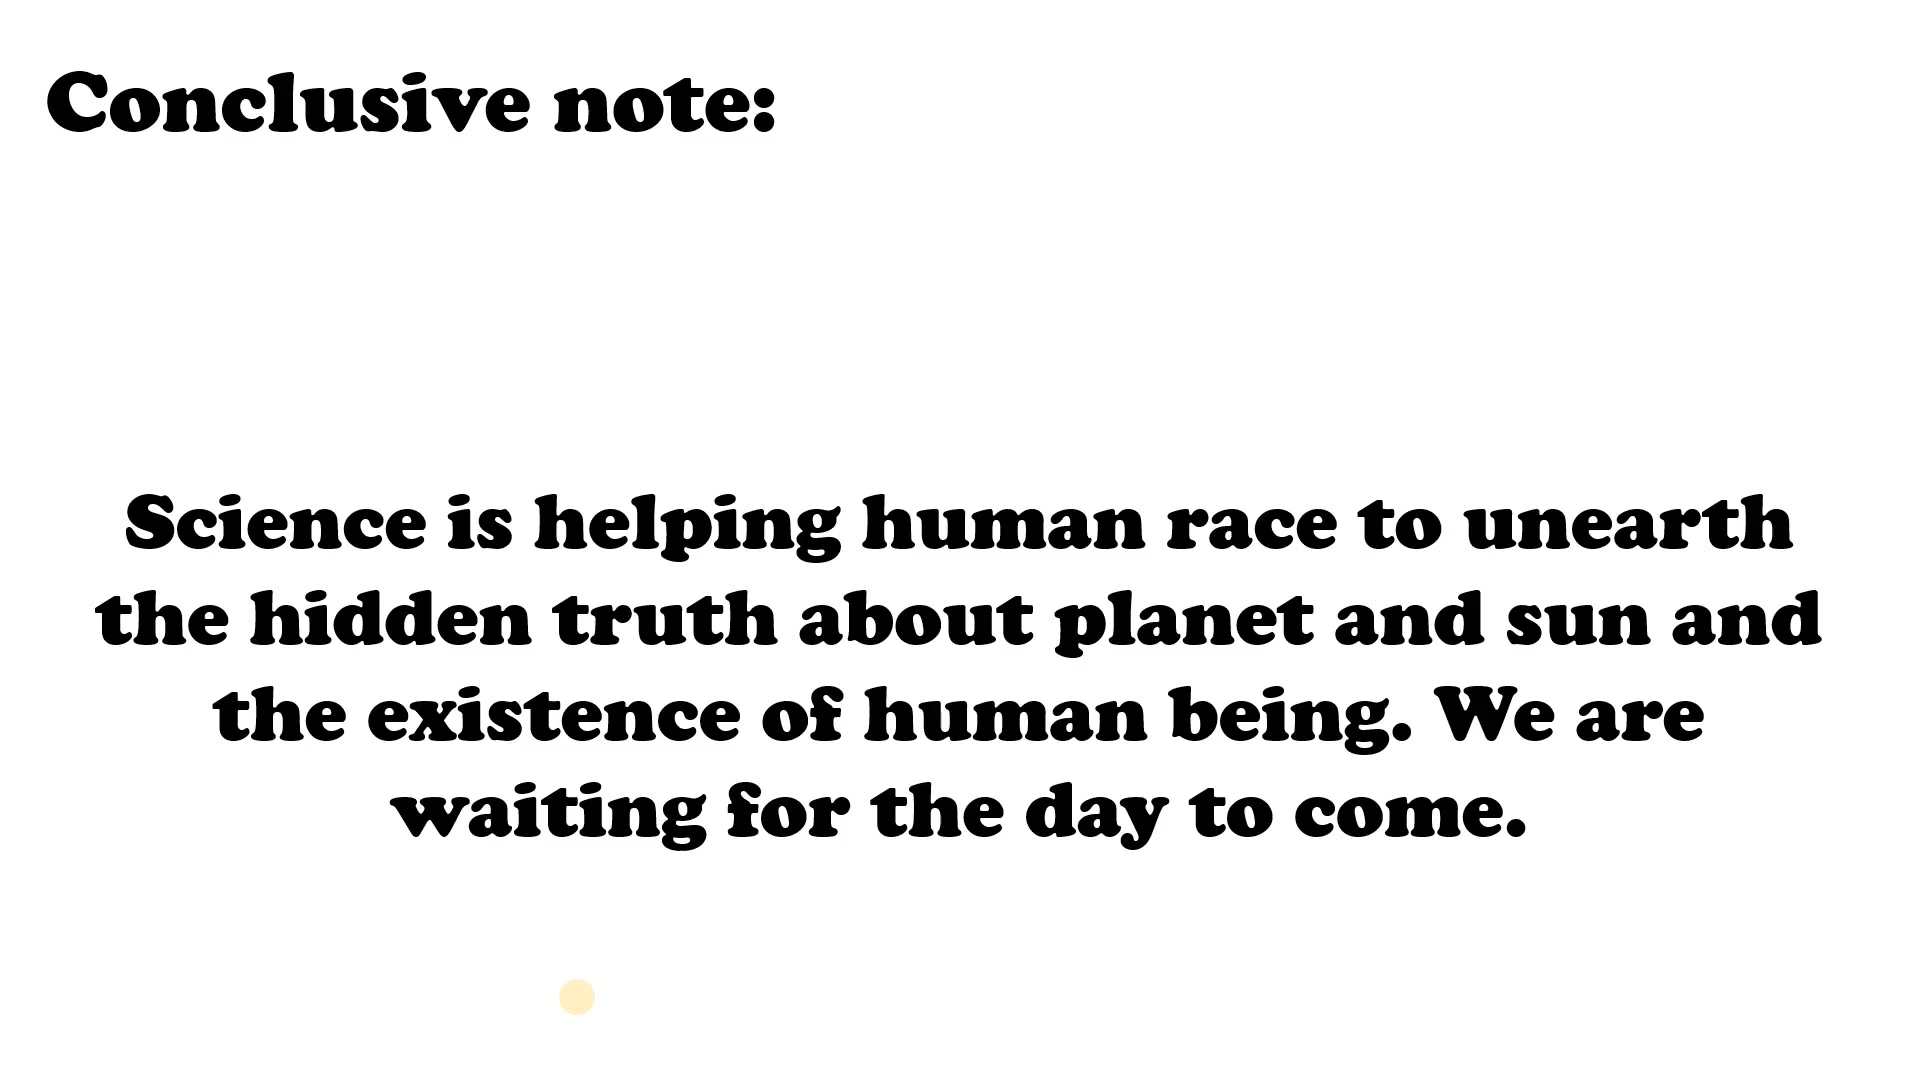 Conclusive note:
Science is helping human race to unearth
the hidden truth about planet and sun and
the existence of human being. We are
waiting for the day to come.